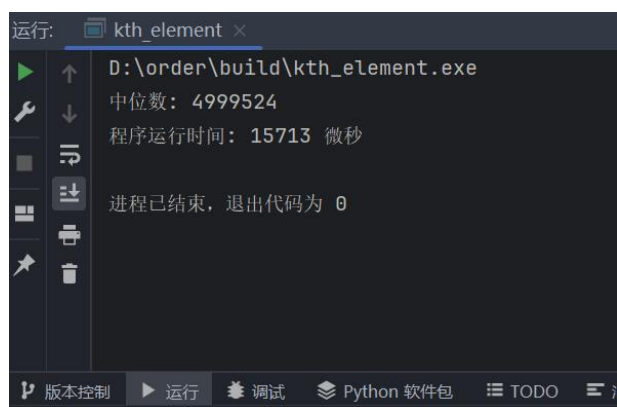 运行: kth_element ×
D:\order\build\kth_element.exe
中位数: 4999524
程序运行时间: 15713 微秒
进程已结束，退出代码为 0
版本控制 运行 调试 Python 软件包 TODO